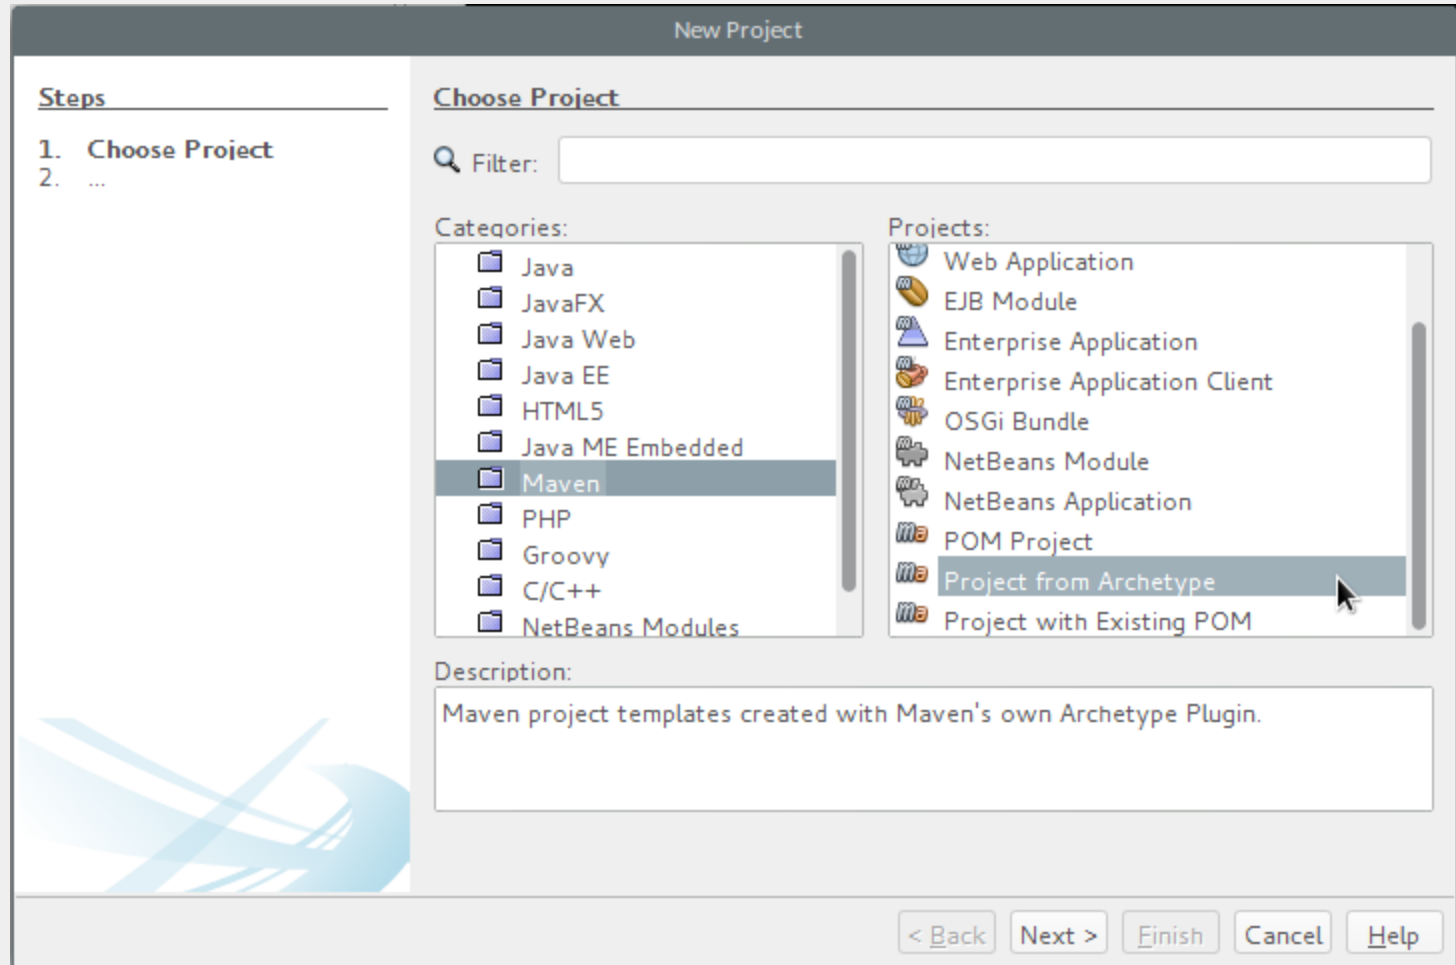 New Project
Steps
1. Choose Project
2. ...
Choose Project
Filter:
Categories:
Java
JavaFX
Java Web
Java EE
HTML5
Java ME Embedded
Maven
PHP
Groovy
C/C++
NetBeans Modules
Projects:
Web Application
EJB Module
Enterprise Application
Enterprise Application Client
OSGi Bundle
NetBeans Module
NetBeans Application
POM Project
Project from Archetype
Project with Existing POM
Description:
Maven project templates created with Maven's own Archetype Plugin.
< Back Next > Finish Cancel Help